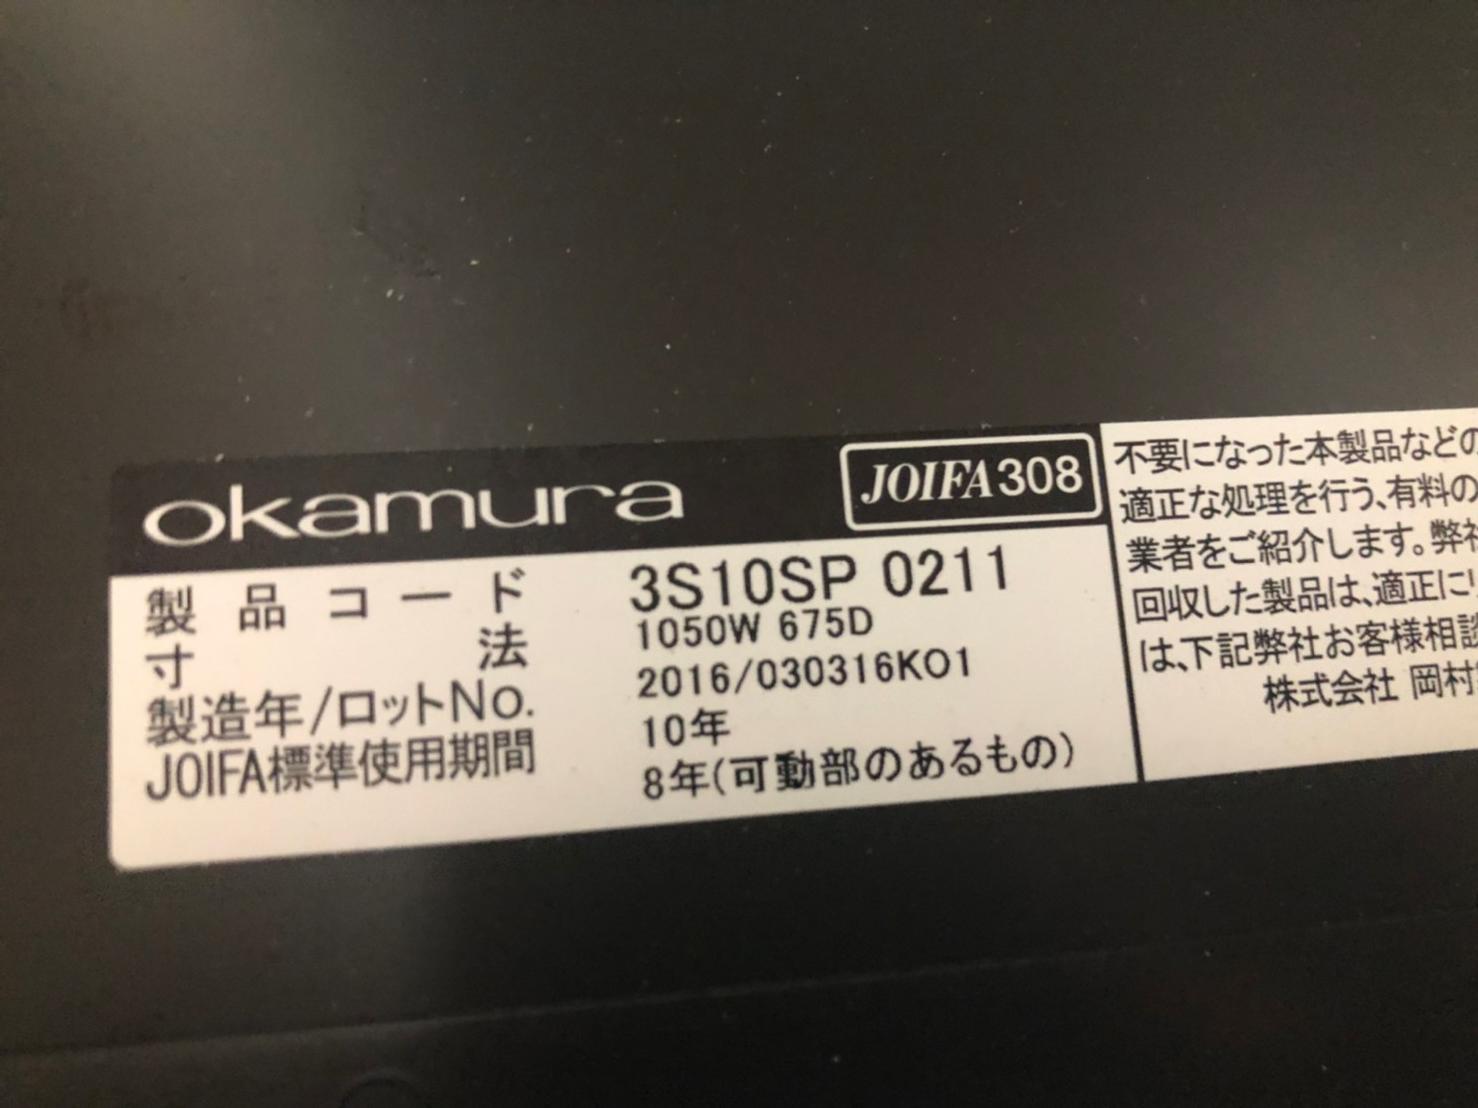 okamura
JOIFA308
製品コード 3S10SP 0211
寸法 1050W 675D
製造年/ロットNo. 2016/030316K01
JOIFA標準使用期間 10年
8年(可動部のあるもの)
不要になった本製品などの
適正な処理を行う、有料の
業者をご紹介します。弊社
回収した製品は、適正に
は、下記弊社お客様相談
株式会社 岡村